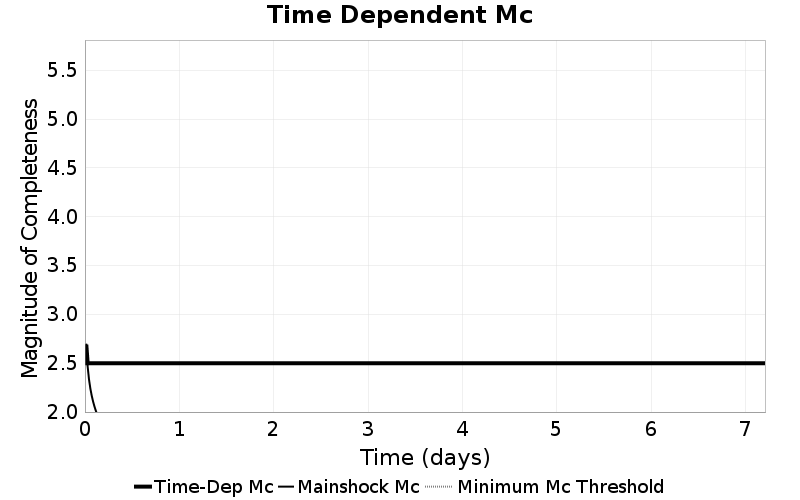 Time Dependent Mc
Magnitude of Completeness
5.5
5.0
4.5
4.0
3.5
3.0
2.5
2.0
0 1 2 3 4 5 6 7
Time (days)
Time-Dep Mc Mainshock Mc Minimum Mc Threshold